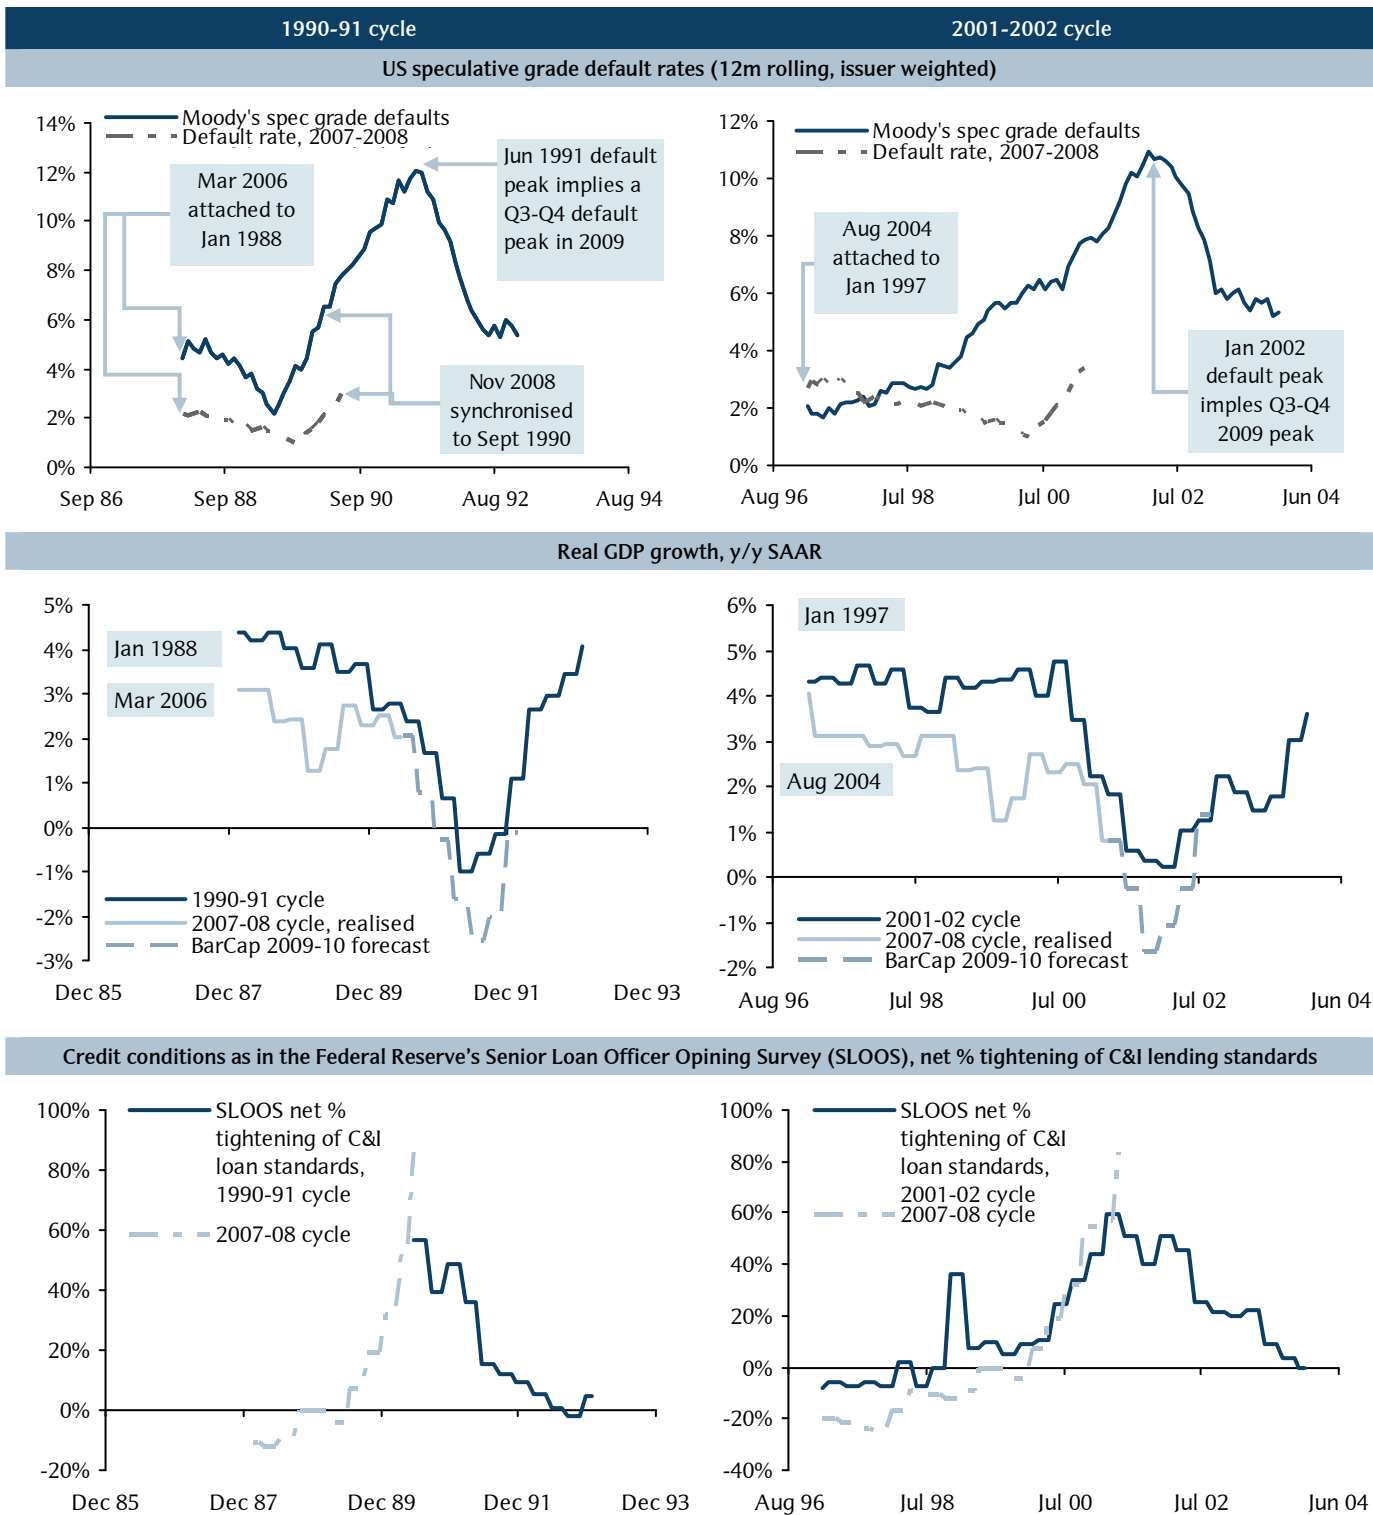 1990-91 cycle
2001-2002 cycle
US speculative grade default rates (12m rolling, issuer weighted)
14%
12%
10%
8%
6%
4%
2%
0%
Moody's spec grade defaults
Default rate, 2007-2008
Mar 2006
attached to
Jan 1988
Jun 1991 default
peak implies a
Q3-Q4 default
peak in 2009
Nov 2008
synchronised
to Sept 1990
Sep 86
Sep 88
Sep 90
Aug 92
Aug 94
12%
10%
8%
6%
4%
2%
0%
Moody's spec grade defaults
Default rate, 2007-2008
Aug 2004
attached to
Jan 1997
Jan 2002
default peak
imples Q3-Q4
2009 peak
Aug 96
Jul 98
Jul 00
Jul 02
Jun 04
Real GDP growth, y/y SAAR
5%
4%
3%
2%
1%
0%
-1%
-2%
-3%
Jan 1988
Mar 2006
1990-91 cycle
2007-08 cycle, realised
BarCap 2009-10 forecast
Dec 85
Dec 87
Dec 89
Dec 91
Dec 93
6%
5%
4%
3%
2%
1%
0%
-1%
-2%
Jan 1997
Aug 2004
2001-02 cycle
2007-08 cycle, realised
BarCap 2009-10 forecast
Aug 96
Jul 98
Jul 00
Jul 02
Jun 04
Credit conditions as in the Federal Reserve's Senior Loan Officer Opining Survey (SLOOS), net % tightening of C&I lending standards
100%
80%
60%
40%
20%
0%
-20%
SLOOS net %
tightening of C&I
loan standards,
1990-91 cycle
2007-08 cycle
Dec 85
Dec 87
Dec 89
Dec 91
Dec 93
100%
80%
60%
40%
20%
0%
-20%
-40%
SLOOS net %
tightening of C&I
loan standards,
2001-02 cycle
2007-08 cycle
Aug 96
Jul 98
Jul 00
Jul 02
Jun 04